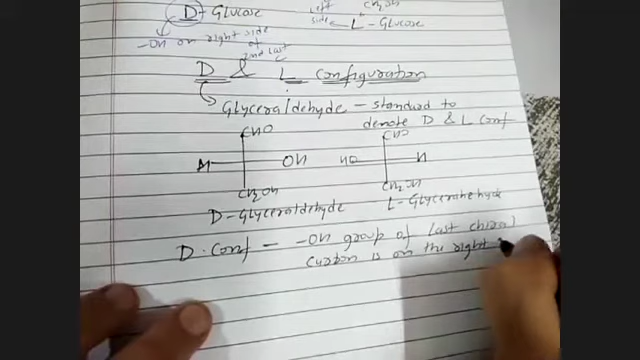 D- Glucose
Left side ← L - Glucose
CH2OH
-OH on right side of 2nd last C
D & L configuration
Glyceraldehyde - standard to
denote D & L Conf
CHO CHO
H OH HO H
CH2OH CH2OH
D-Glyceraldehyde L-Glyceraldehyde
D. Conf - -OH group of last chiral
carbon is on the right